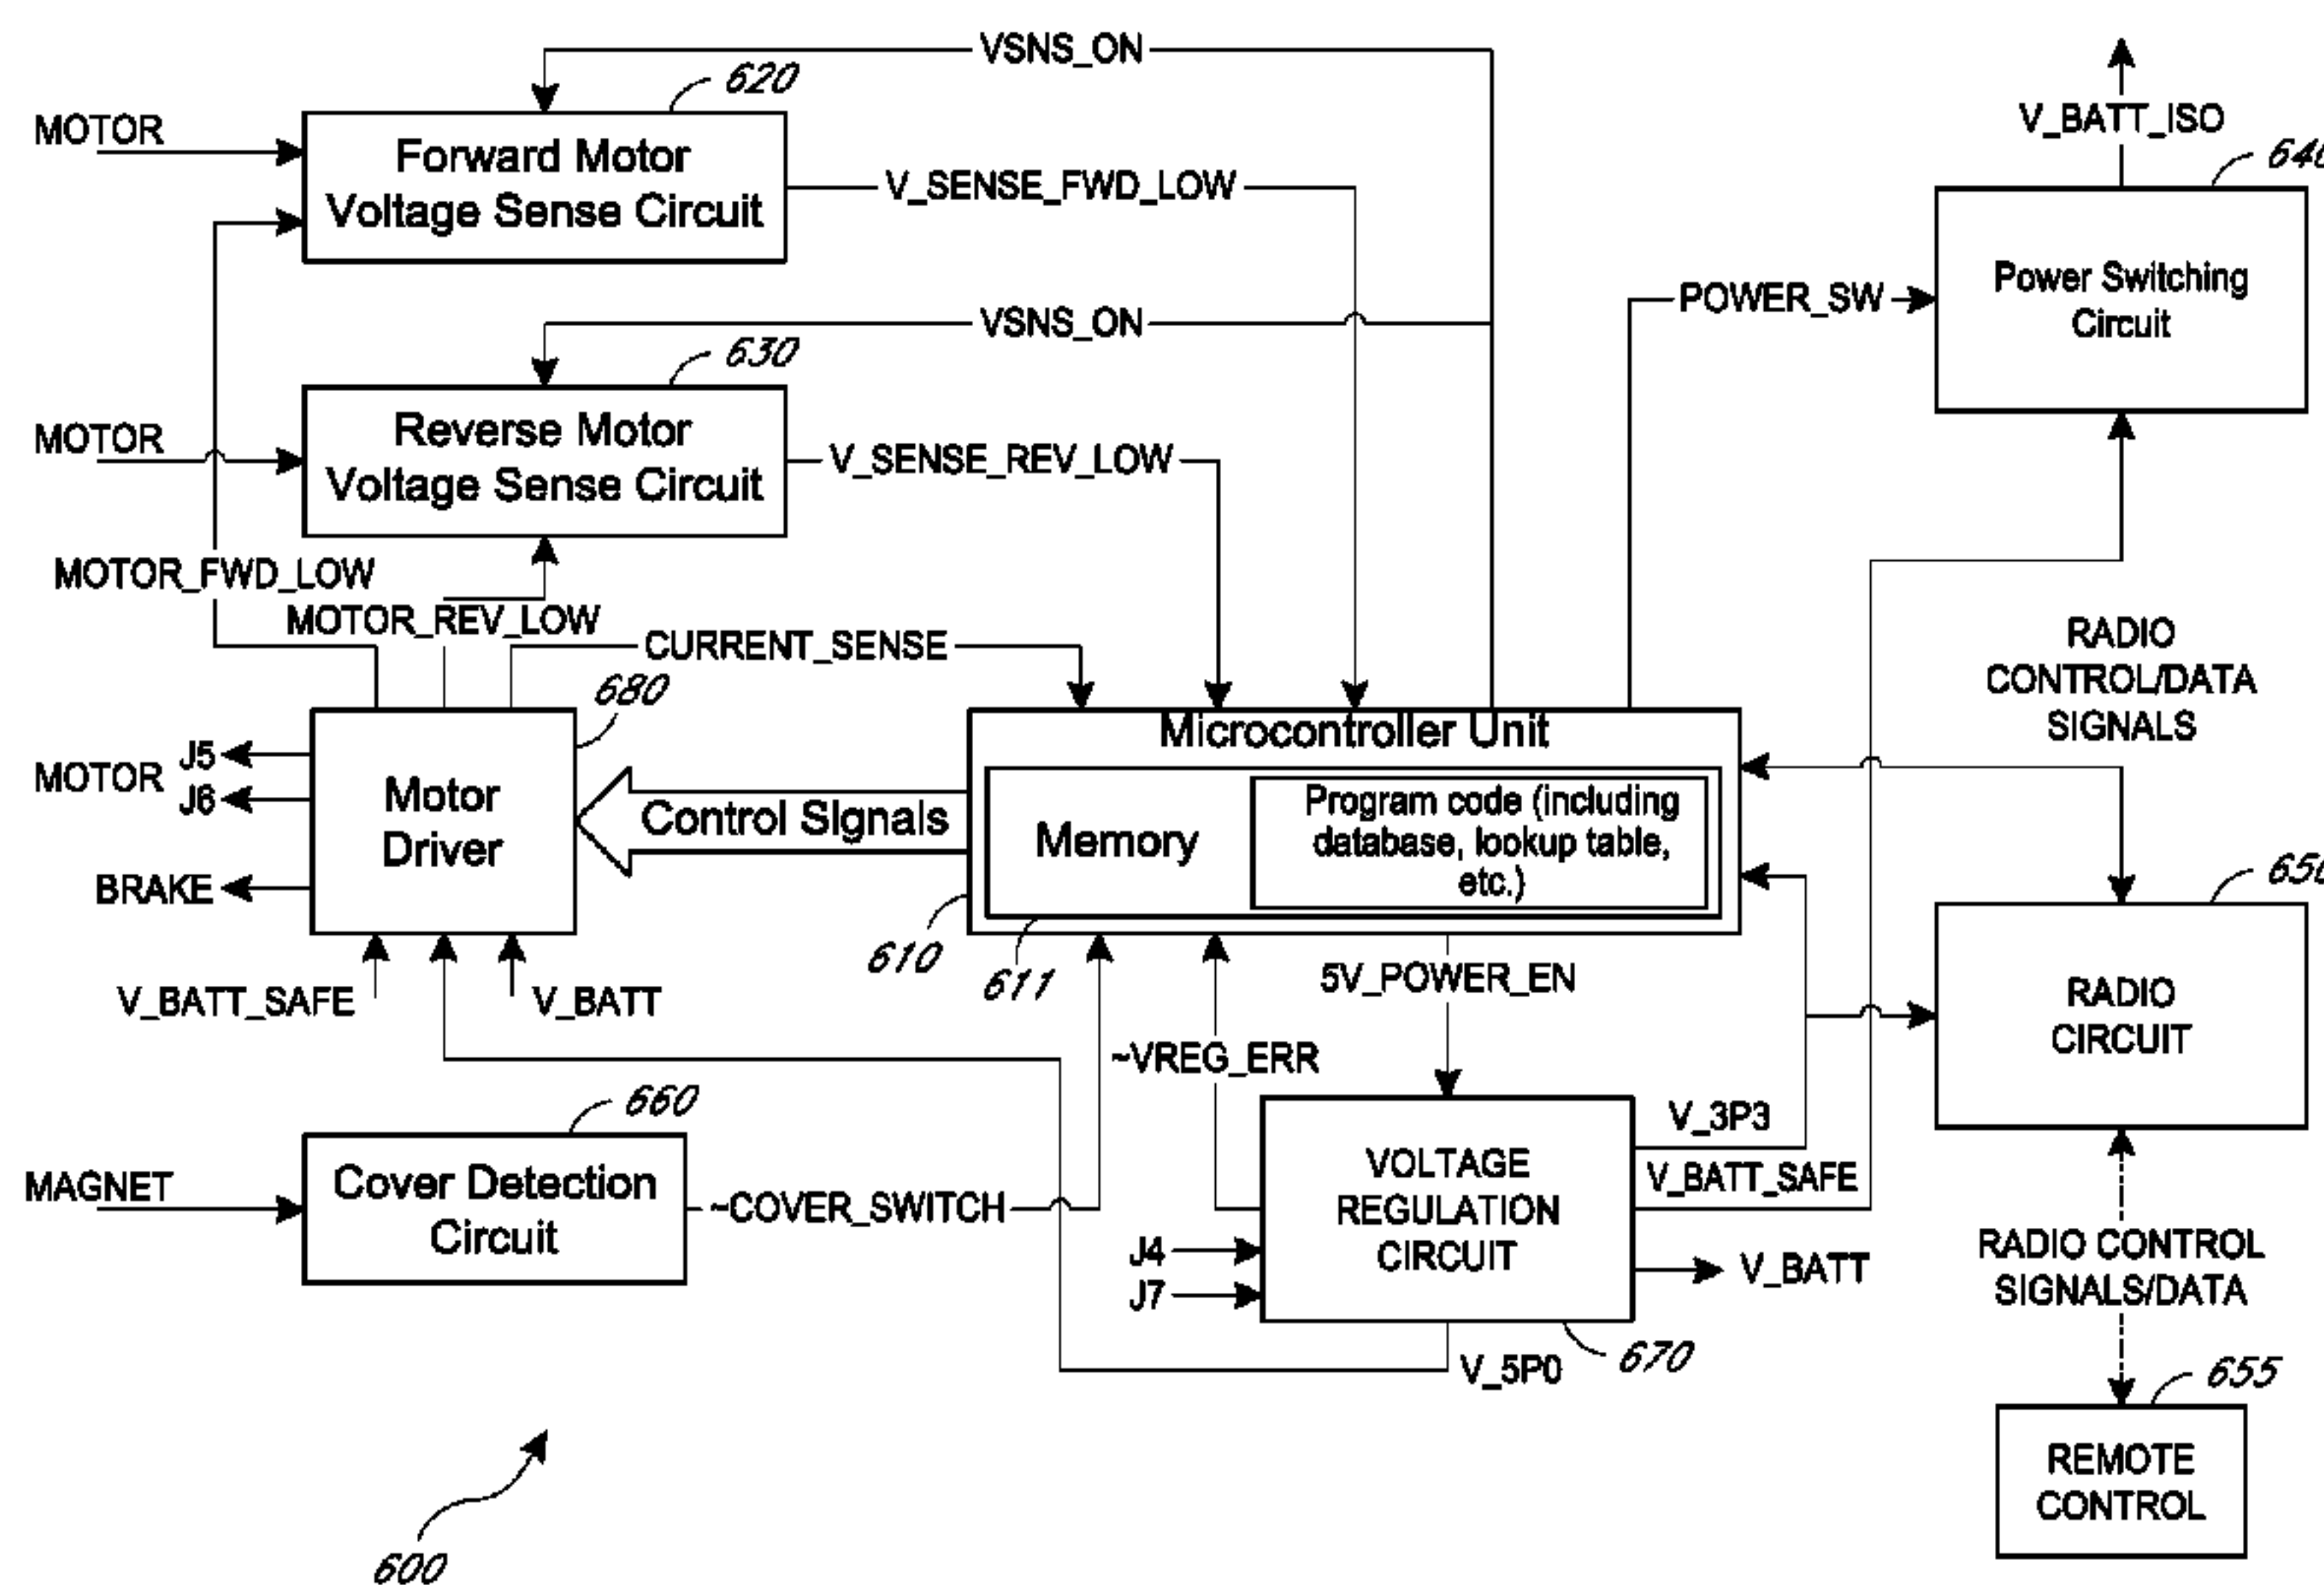 VSNS_ON
620
MOTOR
Forward Motor
Voltage Sense Circuit
V_SENSE_FWD_LOW
V_BATT_ISO
Power Switching
Circuit
POWER_SW
VSNS_ON
630
MOTOR
Reverse Motor
Voltage Sense Circuit
V_SENSE_REV_LOW
MOTOR_FWD_LOW
MOTOR_REV_LOW
CURRENT_SENSE
RADIO
CONTROL/DATA
SIGNALS
680
MOTOR
J5
J6
BRAKE
Motor
Driver
Control Signals
Microcontroller Unit
Memory
Program code (including
database, lookup table,
etc.)
610
611
V_BATT_SAFE
V_BATT
5V_POWER_EN
~VREG_ERR
RADIO
CIRCUIT
660
MAGNET
Cover Detection
Circuit
~COVER_SWITCH
VOLTAGE
REGULATION
CIRCUIT
J4
J7
V_3P3
V_BATT_SAFE
V_BATT
V_5P0
670
RADIO CONTROL
SIGNALS/DATA
655
REMOTE
CONTROL
600